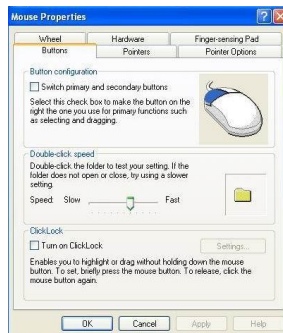 Mouse Properties
Wheel Hardware Finger-sensing Pad
Buttons Pointers Pointer Options
Button configuration
Switch primary and secondary buttons
Select this check box to make the button on the
right the one you use for primary functions such
as selecting and dragging.
Double-click speed
Double-click the folder to test your setting. If the
folder does not open or close, try using a slower
setting.
Speed: Slow Fast
ClickLock
Turn on ClickLock Settings...
Enables you to highlight or drag without holding down the mouse
button. To set, briefly press the mouse button. To release, click the
mouse button again.
OK Cancel Apply Help